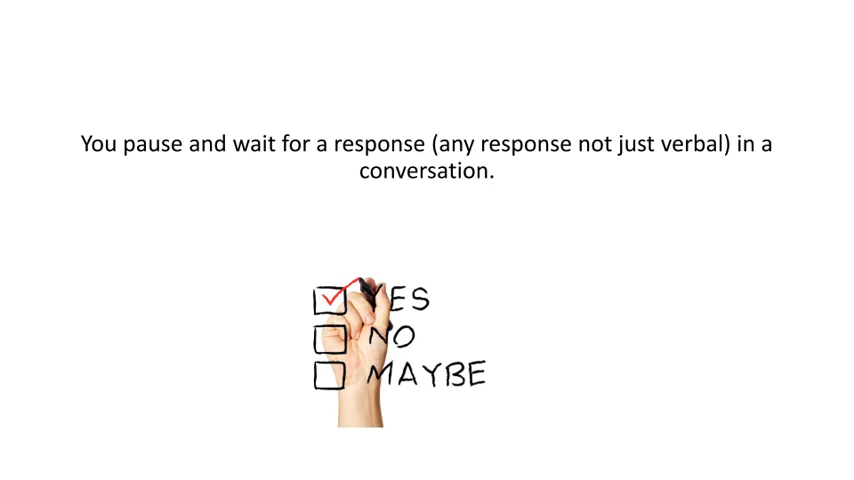 You pause and wait for a response (any response not just verbal) in a
conversation.
YES
NO
MAYBE